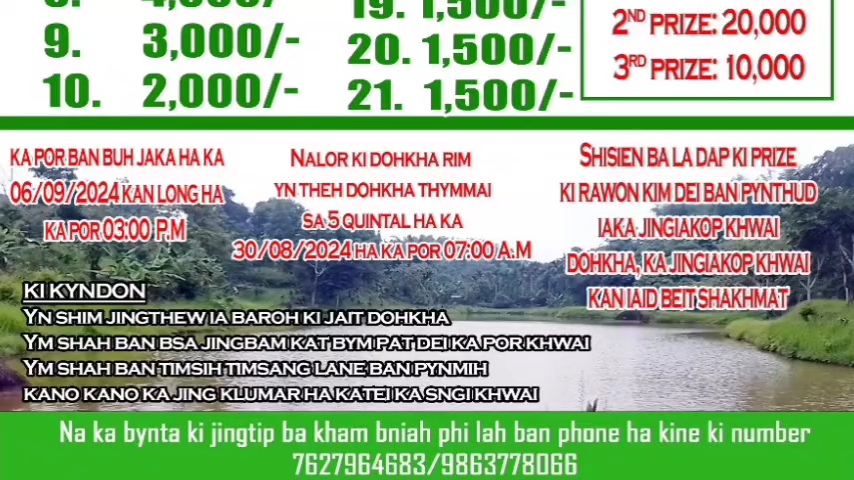 9. 3,000/-
10. 2,000/-
19. 1,500/-
20. 1,500/-
21. 1,500/-
2ND PRIZE: 20,000
3RD PRIZE: 10,000
KA POR BAN BUH JAKA HA KA
06/09/2024 KAN LONG HA
KA POR 03:00 P.M
NALOR KI DOHKHA RIM
YN THEH DOHKHA THYMMAI
SA 5 QUINTAL HA KA
30/08/2024 HA KA POR 07:00 A.M
SHISIEN BA LA DAP KI PRIZE
KI RAWON KIM DEI BAN PYNTHUD
IAKA JINGIAKOP KHWAI
DOHKHA, KA JINGIAKOP KHWAI
KAN IAID BEIT SHAKHMAT
KI KYNDON
YN SHIM JINGTHEW IA BAROH KI JAIT DOHKHA
YM SHAH BAN BSA JINGBAM KAT BYM PAT DEI KA POR KHWAI
YM SHAH BAN TIMSIH TIMSANG LANE BAN PYNMIH
KANO KANO KA JING KLUMAR HA KATEI KA SNGI KHWAI
Na ka bynta ki jingtip ba kham bniah phi lah ban phone ha kine ki number
7627964683/9863778066